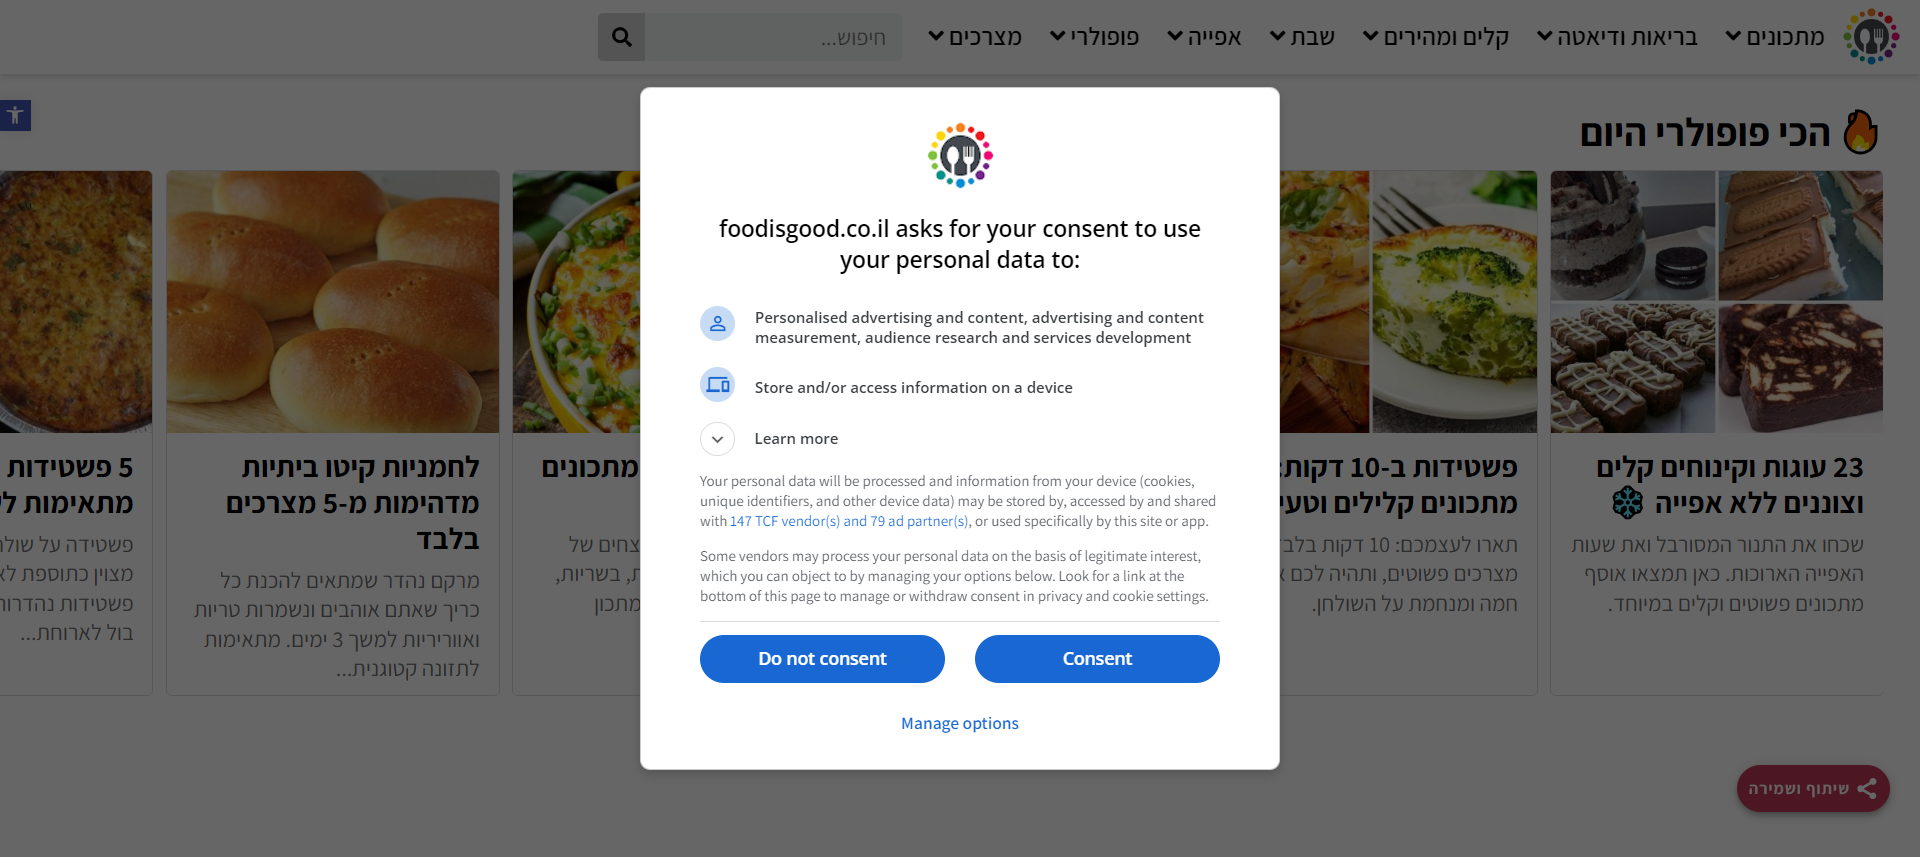 מתכונים
בריאות ודיאטה
קלים ומהירים
שבת
אפייה
פופולרי
מצרכים
חיפוש...
הכי פופולרי היום
foodisgood.co.il asks for your consent to use
your personal data to:
Personalised advertising and content, advertising and content
measurement, audience research and services development
Store and/or access information on a device
Learn more
Your personal data will be processed and information from your device (cookies,
unique identifiers, and other device data) may be stored by, accessed by and shared
with 147 TCF vendor(s) and 79 ad partner(s), or used specifically by this site or app.
Some vendors may process your personal data on the basis of legitimate interest,
which you can object to by managing your options below. Look for a link at the
bottom of this page to manage or withdraw consent in privacy and cookie settings.
Do not consent
Consent
Manage options
23 עוגות וקינוחים קלים
וצוננים ללא אפייה
שכחו את התנור המסורבל ואת שעות
האפייה הארוכות. כאן תמצאו אוסף
מתכונים פשוטים וקלים במיוחד.
פשטידות ב-10 דקות:
מתכונים קלילים וטעי
תארו לעצמכם: 10 דקות בלבד
מצרכים פשוטים, ותהיה לכם
חמה ומנחמת על השולחן.
מתכונים
צחים של
ת, בשריות,
מתכון
לחמניות קיטו ביתיות
מדהימות מ-5 מצרכים
בלבד
מרקם נהדר שמתאים להכנת כל
כריך שאתם אוהבים ונשמרות טריות
ואווריריות למשך 3 ימים. מתאימות
לתזונה קטוגנית...
5 פשטידות
מתאימות ל
פשטידה על שולח
מצוין כתוספת לא
פשטידות נהדרות
בול לארוחת...
שיתוף ושמירה